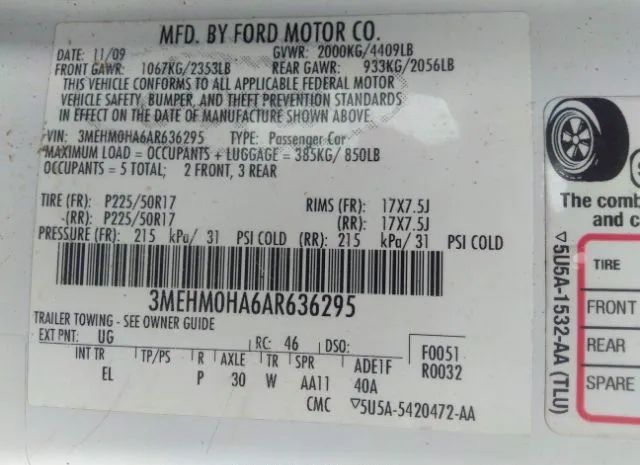 MFD. BY FORD MOTOR CO.
DATE: 11/09 GVWR: 2000KG/4409LB
FRONT GAWR: 1067KG/2353LB REAR GAWR: 933KG/2056LB
THIS VEHICLE CONFORMS TO ALL APPLICABLE FEDERAL MOTOR
VEHICLE SAFETY, BUMPER, AND THEFT PREVENTION STANDARDS
IN EFFECT ON THE DATE OF MANUFACTURE SHOWN ABOVE.
VIN: 3MEHM0HA6AR636295 TYPE: Passenger Car
MAXIMUM LOAD = OCCUPANTS + LUGGAGE = 385KG/ 850LB
OCCUPANTS = 5 TOTAL; 2 FRONT, 3 REAR
TIRE (FR): P225/50R17 RIMS (FR): 17X7.5J
-(RR): P225/50R17 (RR): 17X7.5J
PRESSURE (FR): 215 kPa/ 31 PSI COLD (RR): 215 kPa/ 31 PSI COLD
3MEHM0HA6AR636295
TRAILER TOWING - SEE OWNER GUIDE
EXT PNT: UG RC: 46 DSO: F0051
INT TR TP/PS R AXLE TR SPR ADE1F R0032
EL P 30 W AA11 40A
CMC ▽5U5A-5420472-AA
The comb
and c
TIRE
FRONT
REAR
SPARE
▽5U5A-1532-AA (TLU)